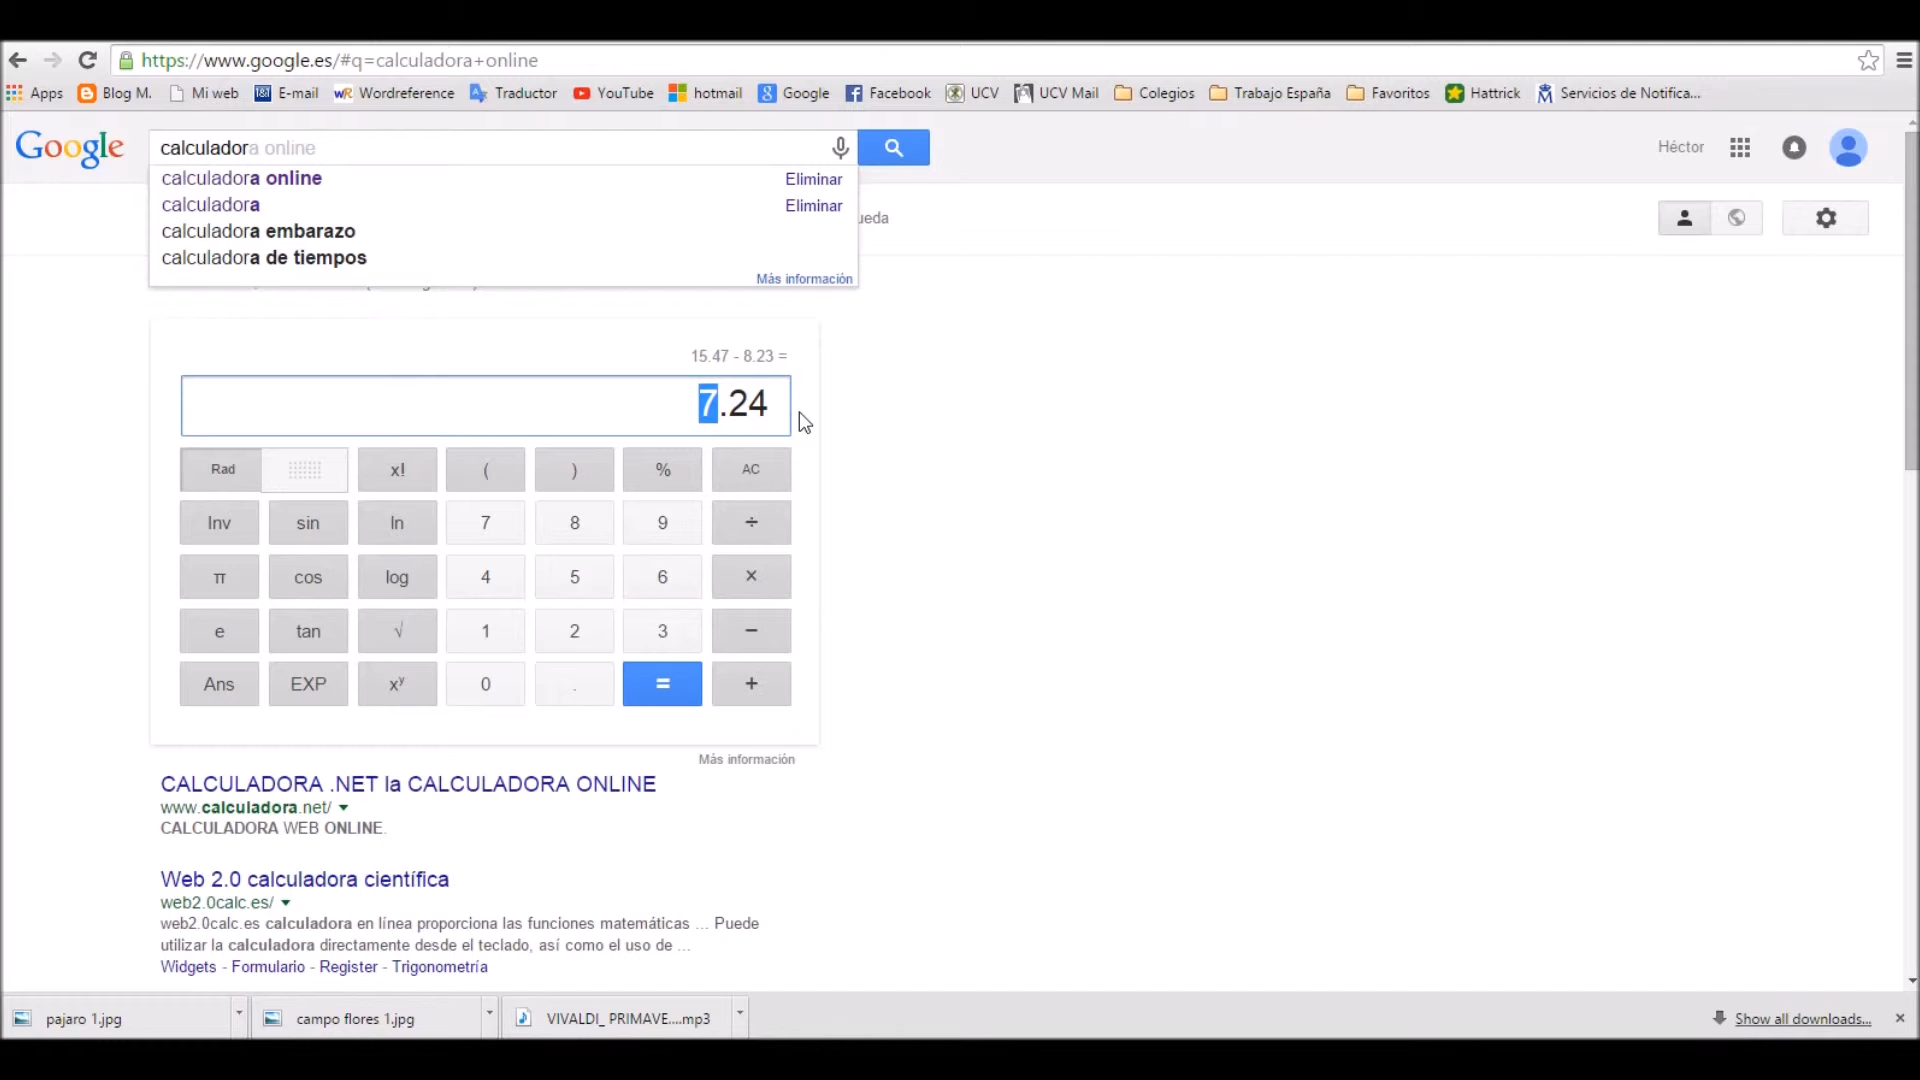 https://www.google.es/#q=calculadora+online
Apps Blog M. Mi web E-mail Wordreference Traductor YouTube hotmail Google Facebook UCV UCV Mail Colegios Trabajo España Favoritos Hattrick Servicios de Notifica...
Google calculadora online Héctor
calculadora online Eliminar
calculadora Eliminar
calculadora embarazo
calculadora de tiempos
Más información
15.47 - 8.23 =
7.24
Rad x! ( ) % AC
Inv sin ln 7 8 9 ÷
π cos log 4 5 6 ×
e tan √ 1 2 3 −
Ans EXP xʸ 0 . = +
Más información
CALCULADORA .NET la CALCULADORA ONLINE
www.calculadora.net/
CALCULADORA WEB ONLINE.
Web 2.0 calculadora científica
web2.0calc.es/
web2.0calc.es calculadora en línea proporciona las funciones matemáticas ... Puede
utilizar la calculadora directamente desde el teclado, así como el uso de ...
Widgets - Formulario - Register - Trigonometría
pajaro 1.jpg campo flores 1.jpg VIVALDI_ PRIMAVE....mp3 Show all downloads...